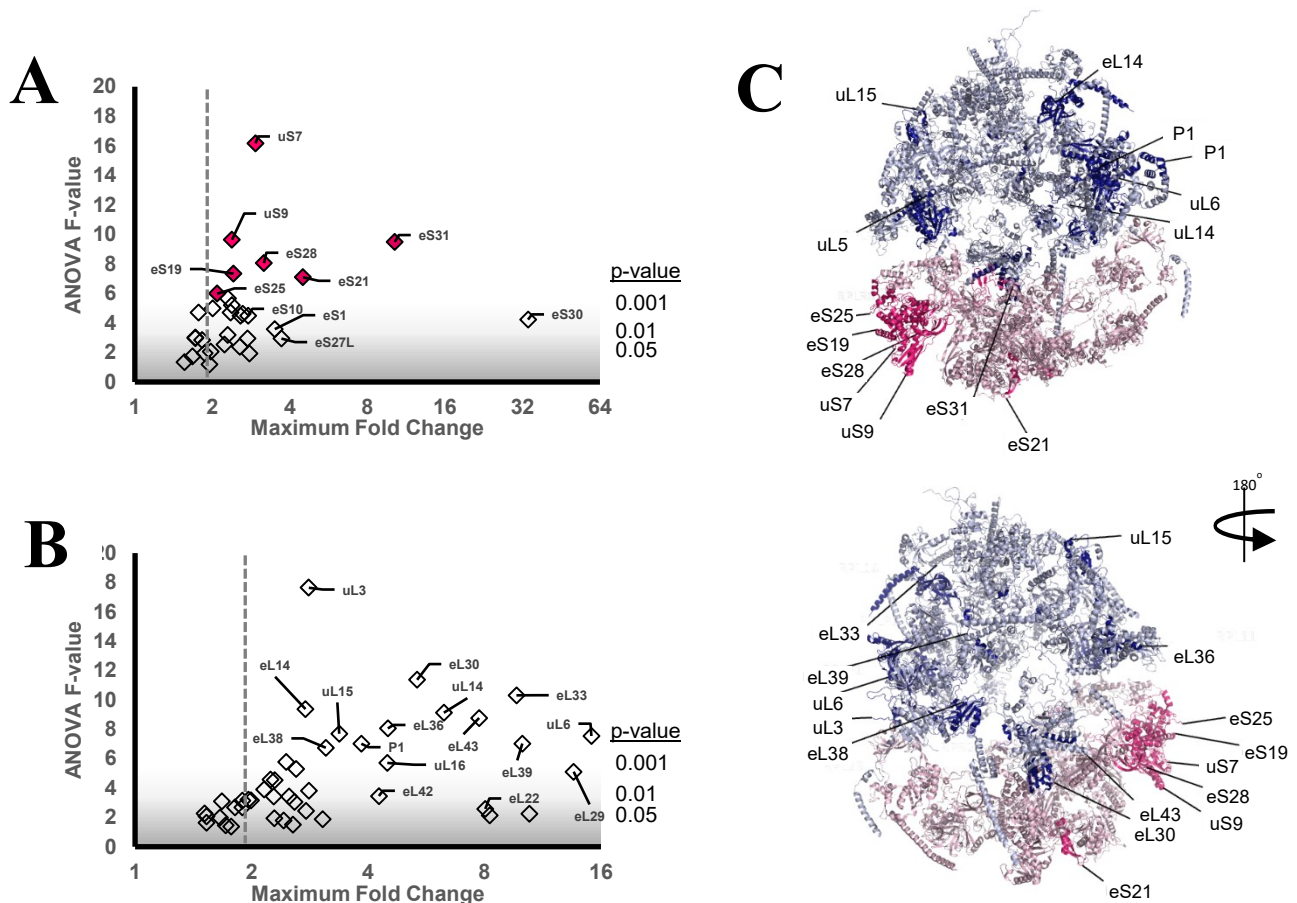 A
ANOVA F-value
20
18
16
14
12
10
8
6
4
2
0
uS7
uS9
eS31
eS28
eS19
eS21
eS25
eS10
eS1
eS30
eS27L
p-value
0.001
0.01
0.05
1
2
4
8
16
32
64
Maximum Fold Change
B
ANOVA F-value
20
18
16
14
12
10
8
6
4
2
0
uL3
eL14
eL30
uL15
uL14
eL33
eL36
uL6
eL38
P1
eL43
uL16
eL39
eL42
eL22
eL29
p-value
0.001
0.01
0.05
1
2
4
8
16
Maximum Fold Change
C
eL14
uL15
P1
P1
uL6
uL14
uL5
eS25
eS19
eS28
uS7
uS9
eS31
eS21
180°
uL15
eL33
eL36
eL39
uL6
uL3
eL38
eS25
eS19
uS7
eS28
uS9
eL43
eL30
eS21